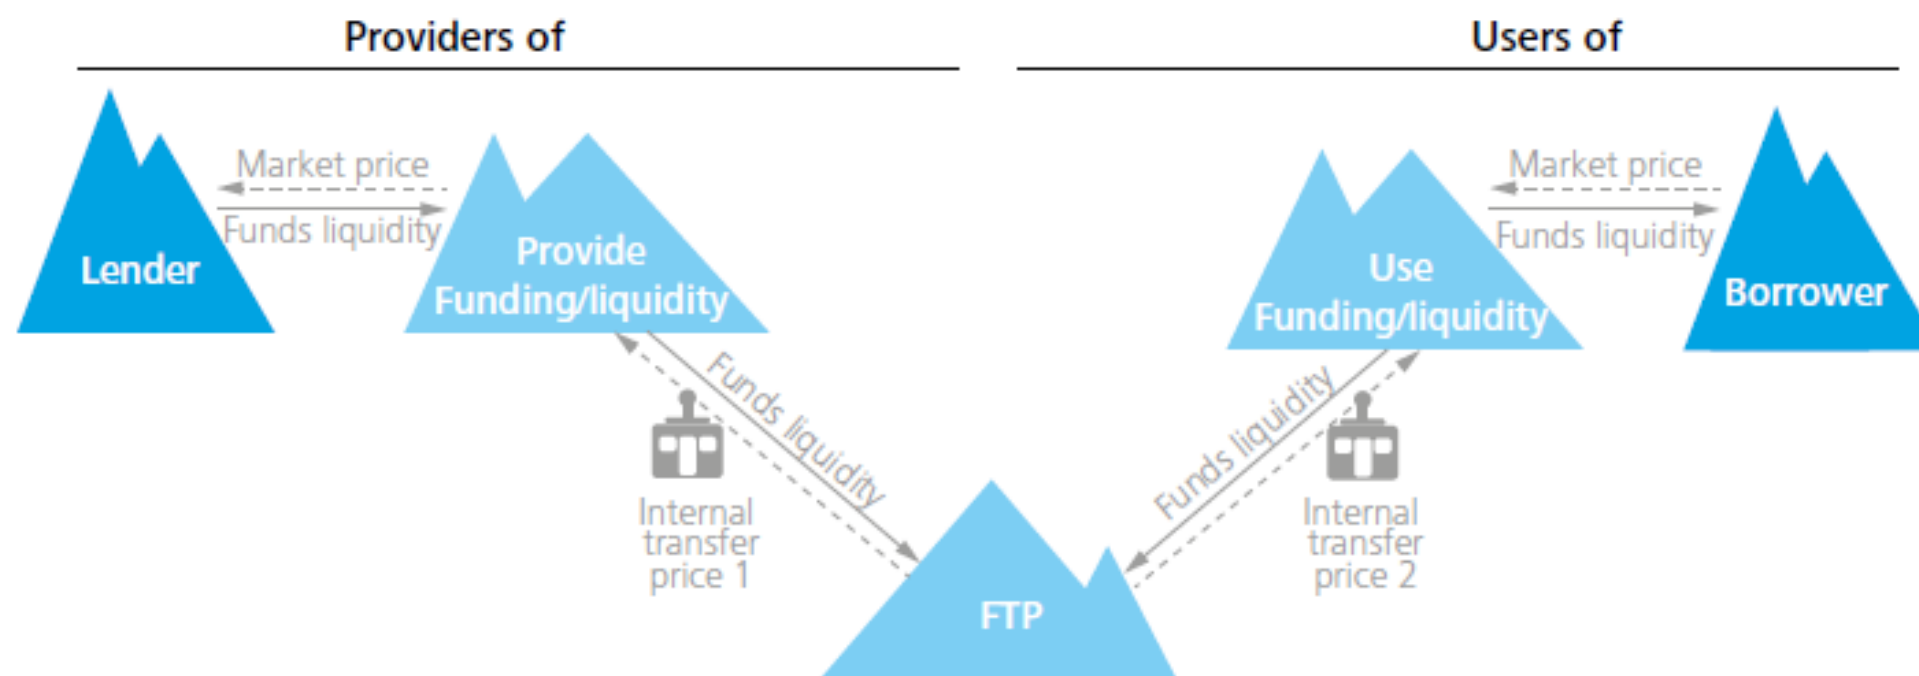 Providers of
Users of
Market price
Funds liquidity
Lender
Provide
Funding/liquidity
Market price
Funds liquidity
Use
Funding/liquidity
Borrower
Funds liquidity
Internal
transfer
price 1
Funds liquidity
Internal
transfer
price 2
FTP